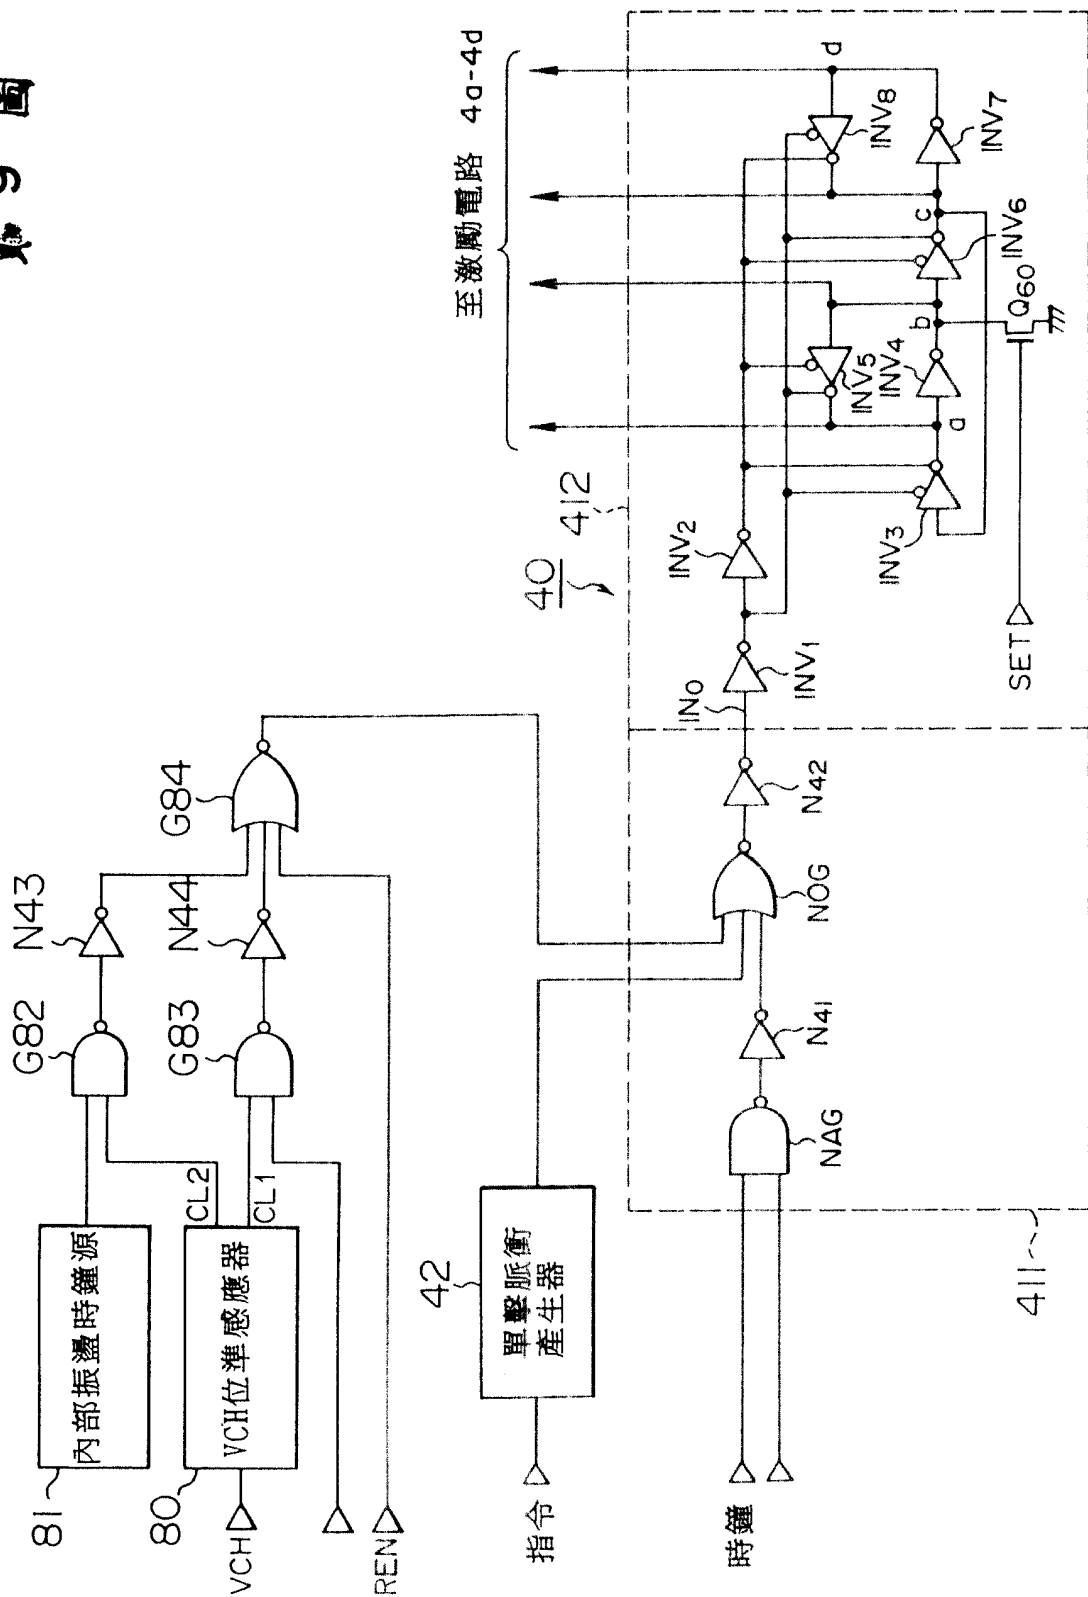 第 9 圖
至激勵電路 4a-4d
d
INV8
INV7
c
INV6
Q60
b
INV5
INV4
a
INV3
INV2
412
40
INV1
IN0
SET
G84
N43
N44
G82
G83
CL2
CL1
81
內部振盪時鐘源
80
VCH位準感應器
VCH
REN
42
單擊脈衝
產生器
指令
N42
NOG
N41
NAG
411
時鐘